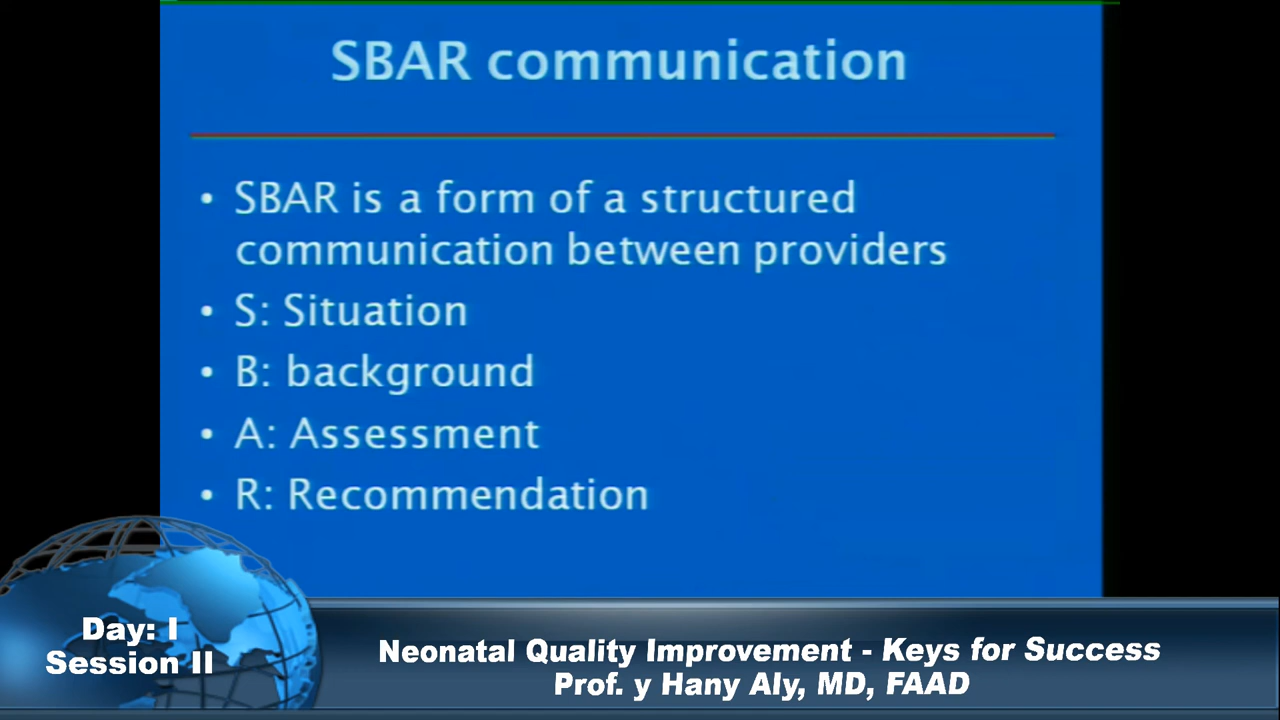 SBAR communication
• SBAR is a form of a structured
communication between providers
• S: Situation
• B: background
• A: Assessment
• R: Recommendation
Day: I
Session II
Neonatal Quality Improvement - Keys for Success
Prof. y Hany Aly, MD, FAAD